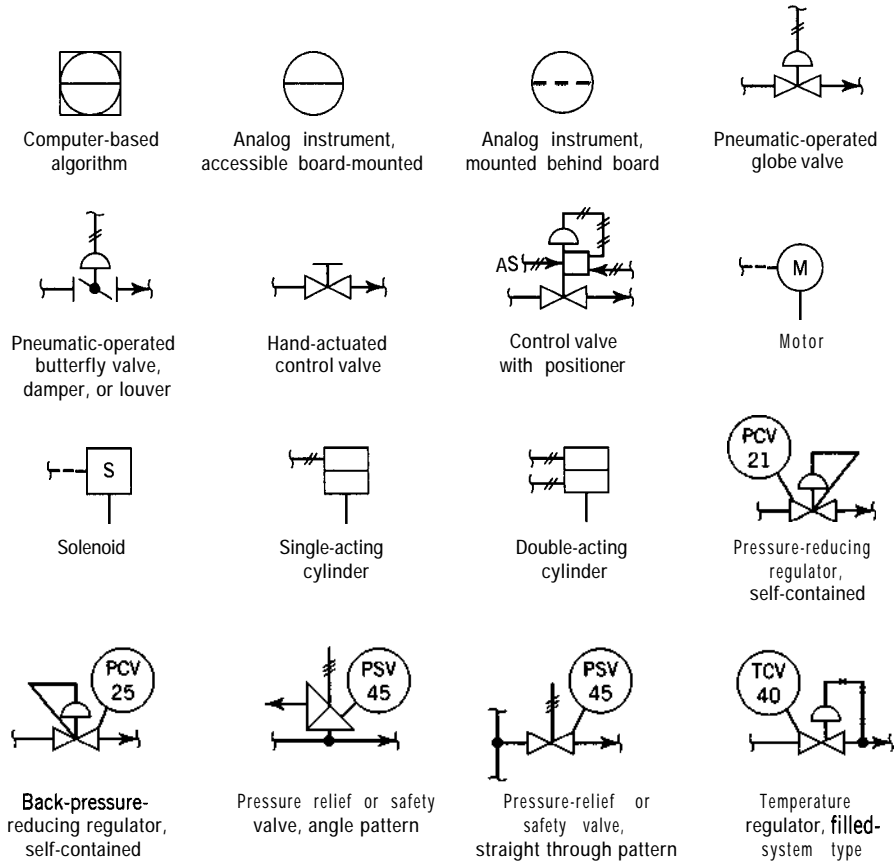 Computer-based
algorithm
Analog instrument,
accessible board-mounted
Analog instrument,
mounted behind board
Pneumatic-operated
globe valve
Pneumatic-operated
butterfly valve,
damper, or louver
Hand-actuated
control valve
AS
Control valve
with positioner
M
Motor
S
Solenoid
Single-acting
cylinder
Double-acting
cylinder
PCV
21
Pressure-reducing
regulator,
self-contained
PCV
25
Back-pressure-
reducing regulator,
self-contained
PSV
45
Pressure relief or safety
valve, angle pattern
PSV
45
Pressure-relief or
safety valve,
straight through pattern
TCV
40
Temperature
regulator, filled-
system type